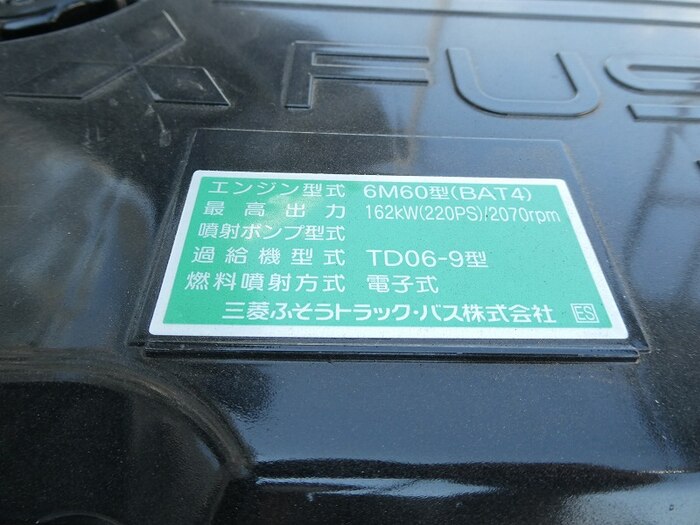 FUS
エンジン型式 6M60型(BAT4)
最高出力 162kW(220PS)/2070rpm
噴射ポンプ型式
過給機型式 TD06-9型
燃料噴射方式 電子式
三菱ふそうトラック・バス株式会社 ES